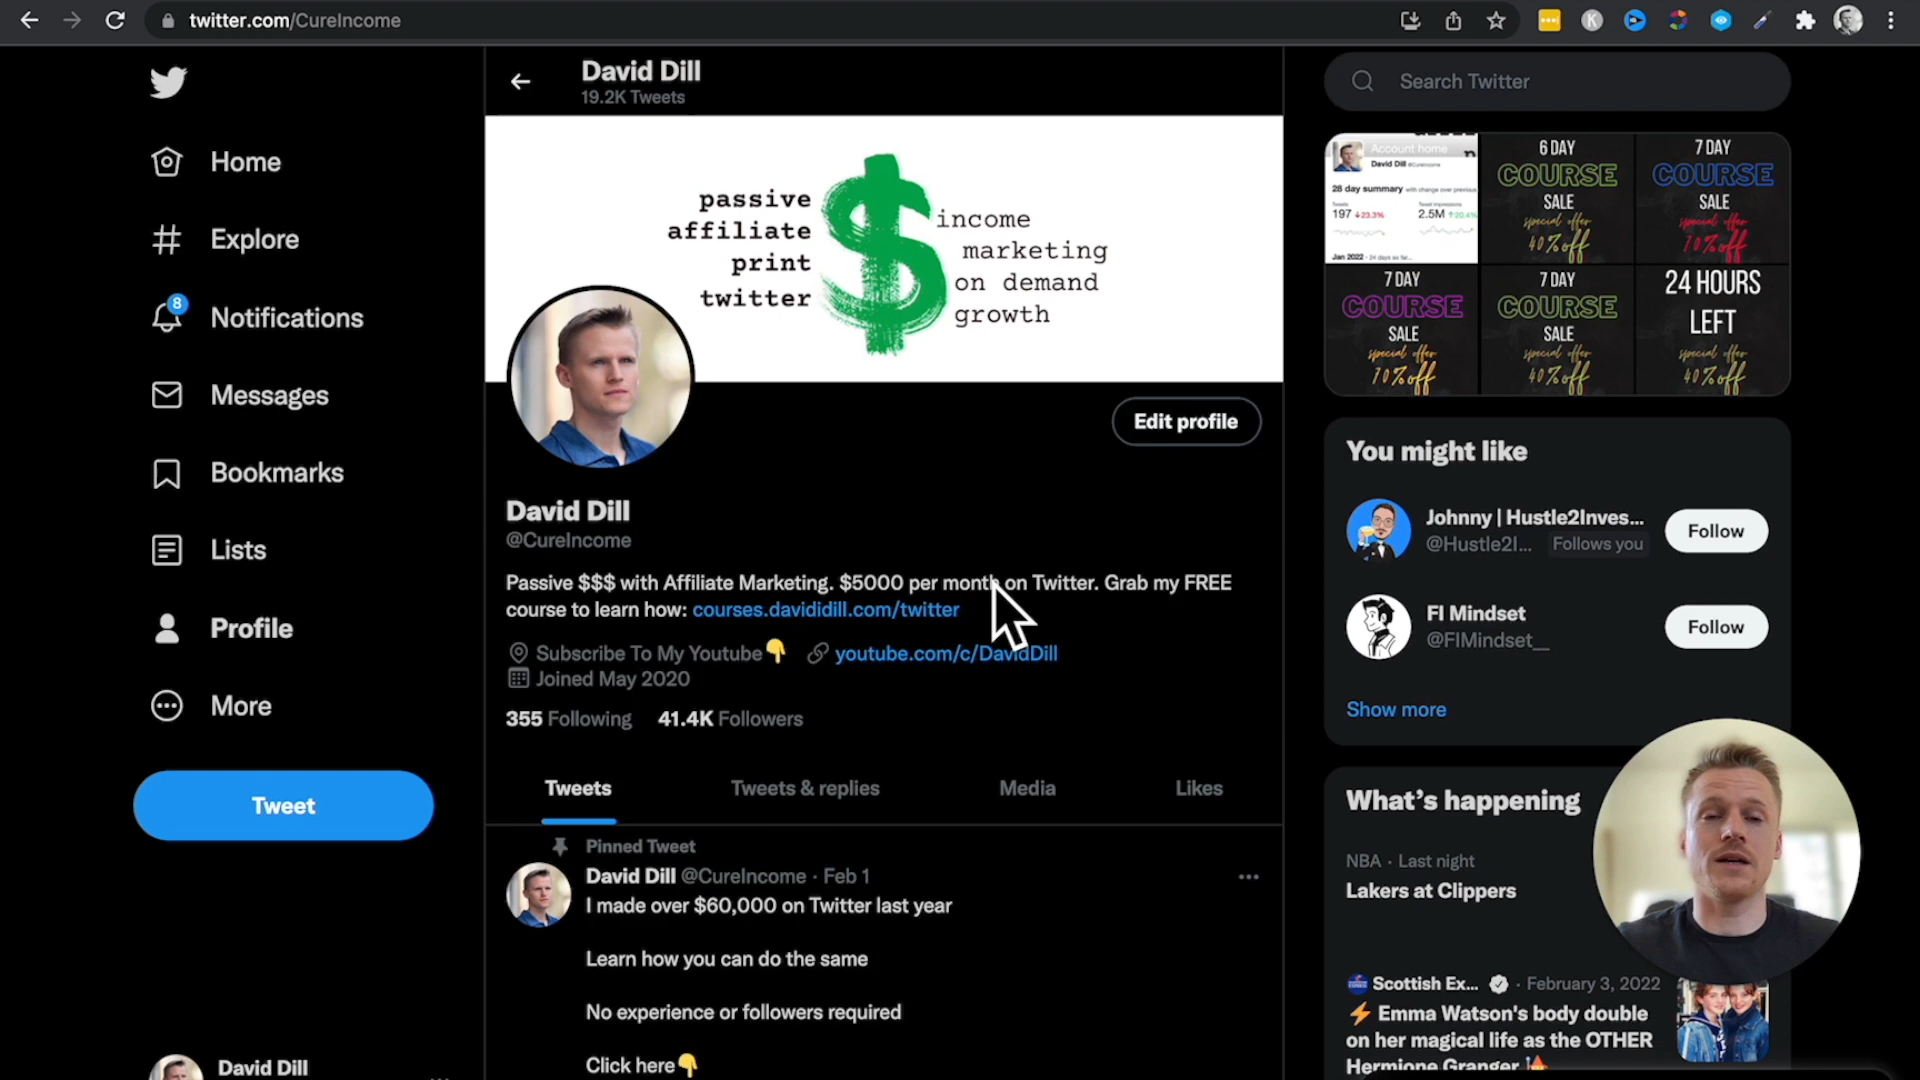 twitter.com/CureIncome
K
David Dill
19.2K Tweets
Search Twitter
passive
affiliate
print
twitter
income
marketing
on demand
growth
Account home
David Dill @CureIncome
28 day summary with change over previous
Tweets
197 ↓23.3%
Tweet impressions
2.5M ↑20.4%
Jan 2022 • 24 days so far...
6 DAY
COURSE
SALE
special offer
40% off
7 DAY
COURSE
SALE
special offer
70% off
7 DAY
COURSE
SALE
special offer
70% off
7 DAY
COURSE
SALE
special offer
40% off
24 HOURS
LEFT
special offer
40% off
Home
Explore
8
Notifications
Messages
Bookmarks
Lists
Profile
More
Tweet
David Dill
Edit profile
David Dill
@CureIncome
Passive $$$ with Affiliate Marketing. $5000 per month on Twitter. Grab my FREE
course to learn how: courses.davididill.com/twitter
Subscribe To My Youtube👇 youtube.com/c/DavidDill
Joined May 2020
355 Following 41.4K Followers
Tweets Tweets & replies Media Likes
Pinned Tweet
David Dill @CureIncome · Feb 1
I made over $60,000 on Twitter last year
Learn how you can do the same
No experience or followers required
Click here👇
You might like
Johnny | Hustle2Inves...
@Hustle2I... Follows you
Follow
FI Mindset
@FIMindset__
Follow
Show more
What's happening
NBA · Last night
Lakers at Clippers
Scottish Ex... · February 3, 2022
⚡ Emma Watson's body double
on her magical life as the OTHER
Hermione Granger